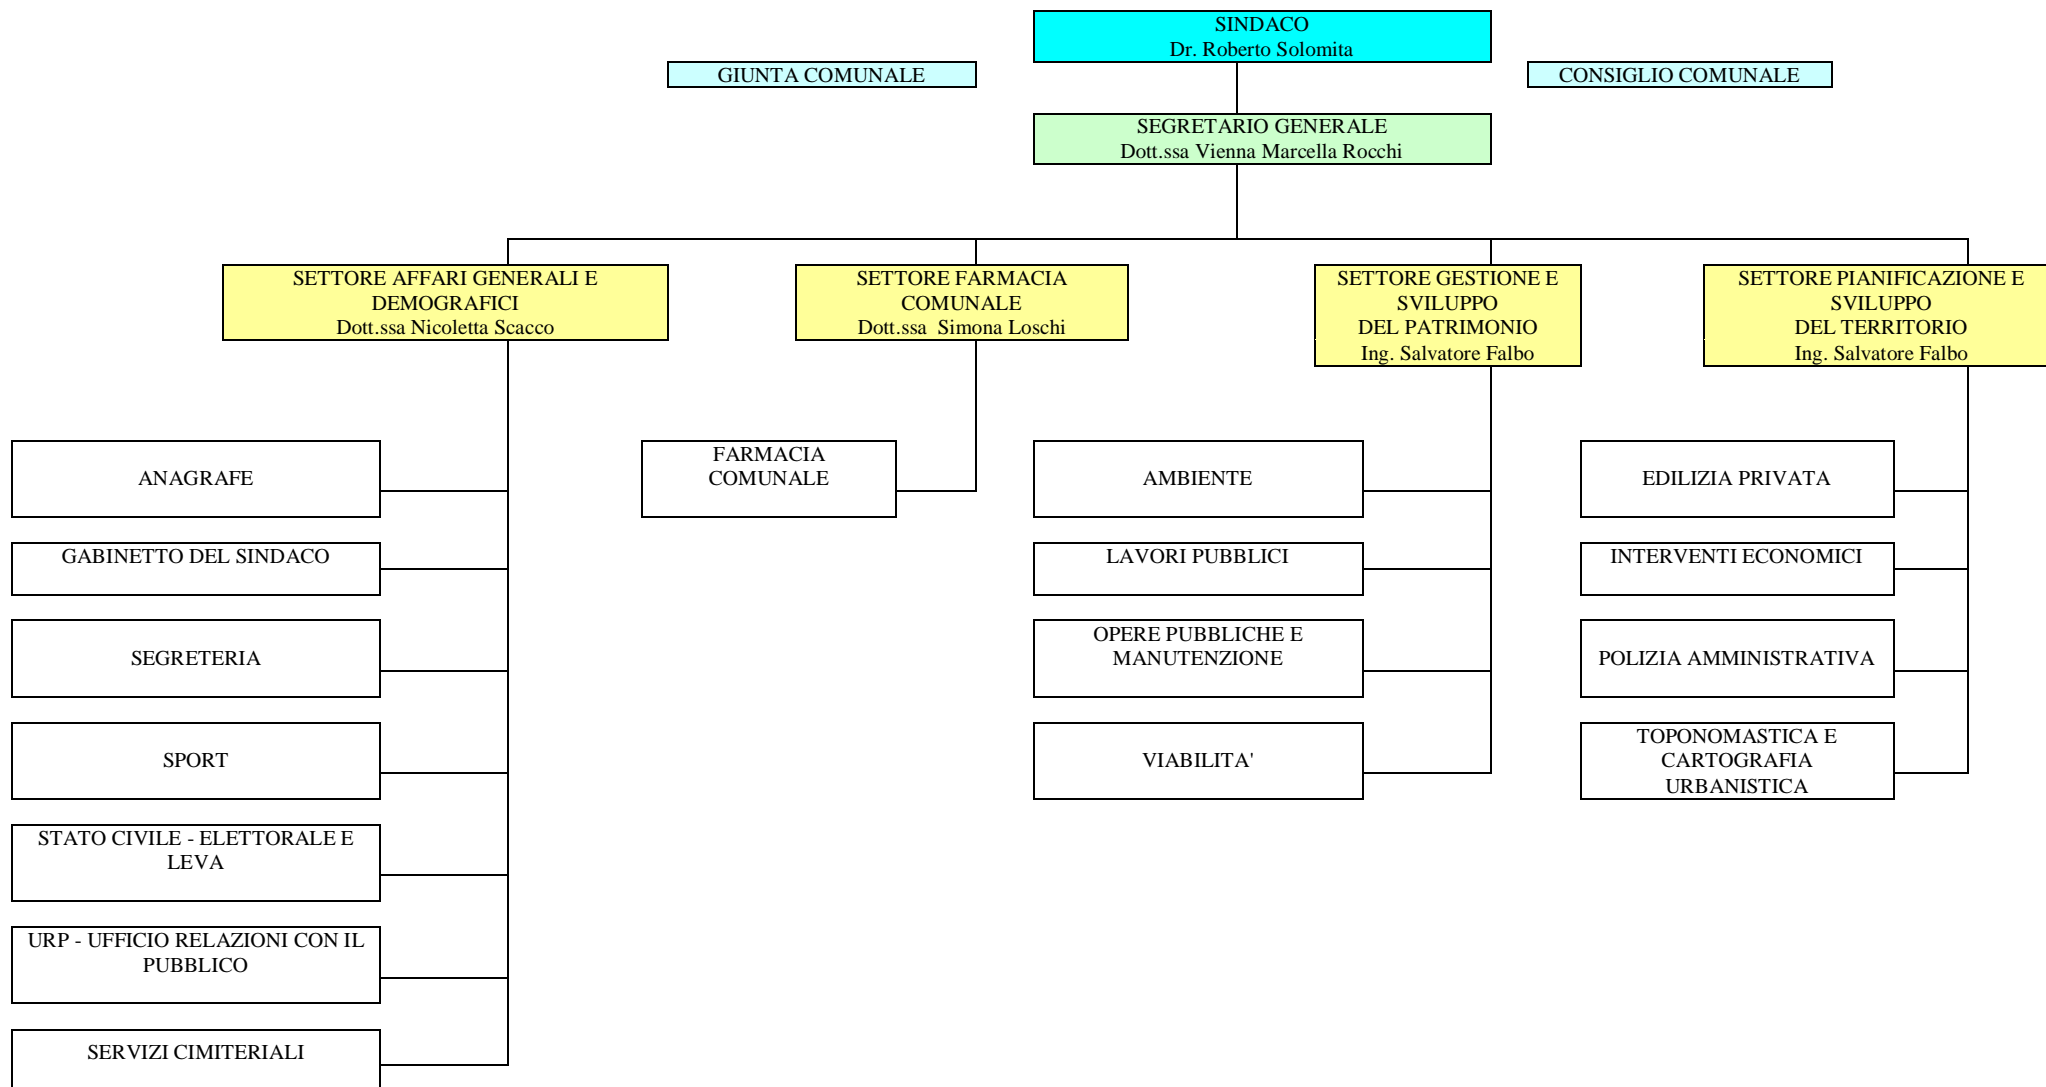 SINDACO
Dr. Roberto Solomita
GIUNTA COMUNALE
CONSIGLIO COMUNALE
SEGRETARIO GENERALE
Dott.ssa Vienna Marcella Rocchi
SETTORE AFFARI GENERALI E
DEMOGRAFICI
Dott.ssa Nicoletta Scacco
SETTORE FARMACIA
COMUNALE
Dott.ssa Simona Loschi
SETTORE GESTIONE E
SVILUPPO
DEL PATRIMONIO
Ing. Salvatore Falbo
SETTORE PIANIFICAZIONE E
SVILUPPO
DEL TERRITORIO
Ing. Salvatore Falbo
ANAGRAFE
GABINETTO DEL SINDACO
SEGRETERIA
SPORT
STATO CIVILE - ELETTORALE E
LEVA
URP - UFFICIO RELAZIONI CON IL
PUBBLICO
SERVIZI CIMITERIALI
FARMACIA
COMUNALE
AMBIENTE
LAVORI PUBBLICI
OPERE PUBBLICHE E
MANUTENZIONE
VIABILITA'
EDILIZIA PRIVATA
INTERVENTI ECONOMICI
POLIZIA AMMINISTRATIVA
TOPONOMASTICA E
CARTOGRAFIA
URBANISTICA